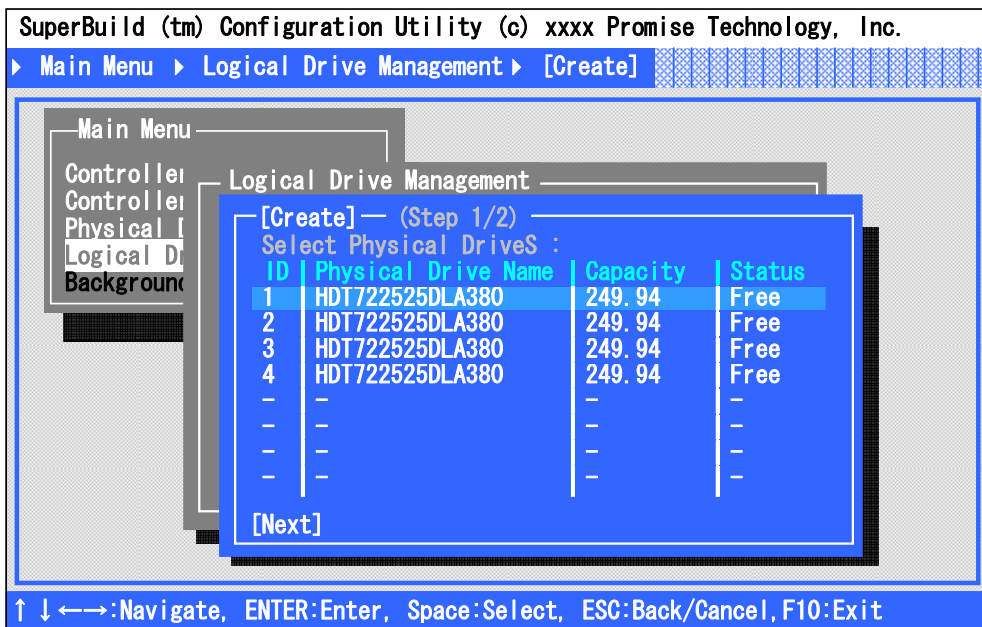 SuperBuild (tm) Configuration Utility (c) xxxx Promise Technology, Inc.
▶ Main Menu ▶ Logical Drive Management ▶ [Create]
Main Menu
Controller
Controller
Physical D
Logical Dr
Background
Logical Drive Management
[Create] — (Step 1/2)
Select Physical DriveS :
ID | Physical Drive Name | Capacity | Status
1 HDT722525DLA380 249.94 Free
2 HDT722525DLA380 249.94 Free
3 HDT722525DLA380 249.94 Free
4 HDT722525DLA380 249.94 Free
– – – –
– – – –
– – – –
– – – –
[Next]
↑↓←→:Navigate, ENTER:Enter, Space:Select, ESC:Back/Cancel,F10:Exit